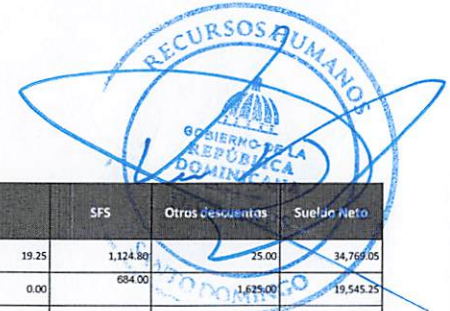 RECURSOS HUMANOS
GOBIERNO DE LA
REPÚBLICA
DOMINICANA
SFS Otros descuentos Sueldo Neto
19.25 1,124.80 25.00 34,769.05
0.00 684.00 1,625.00 19,545.25
SANTO DOMINGO